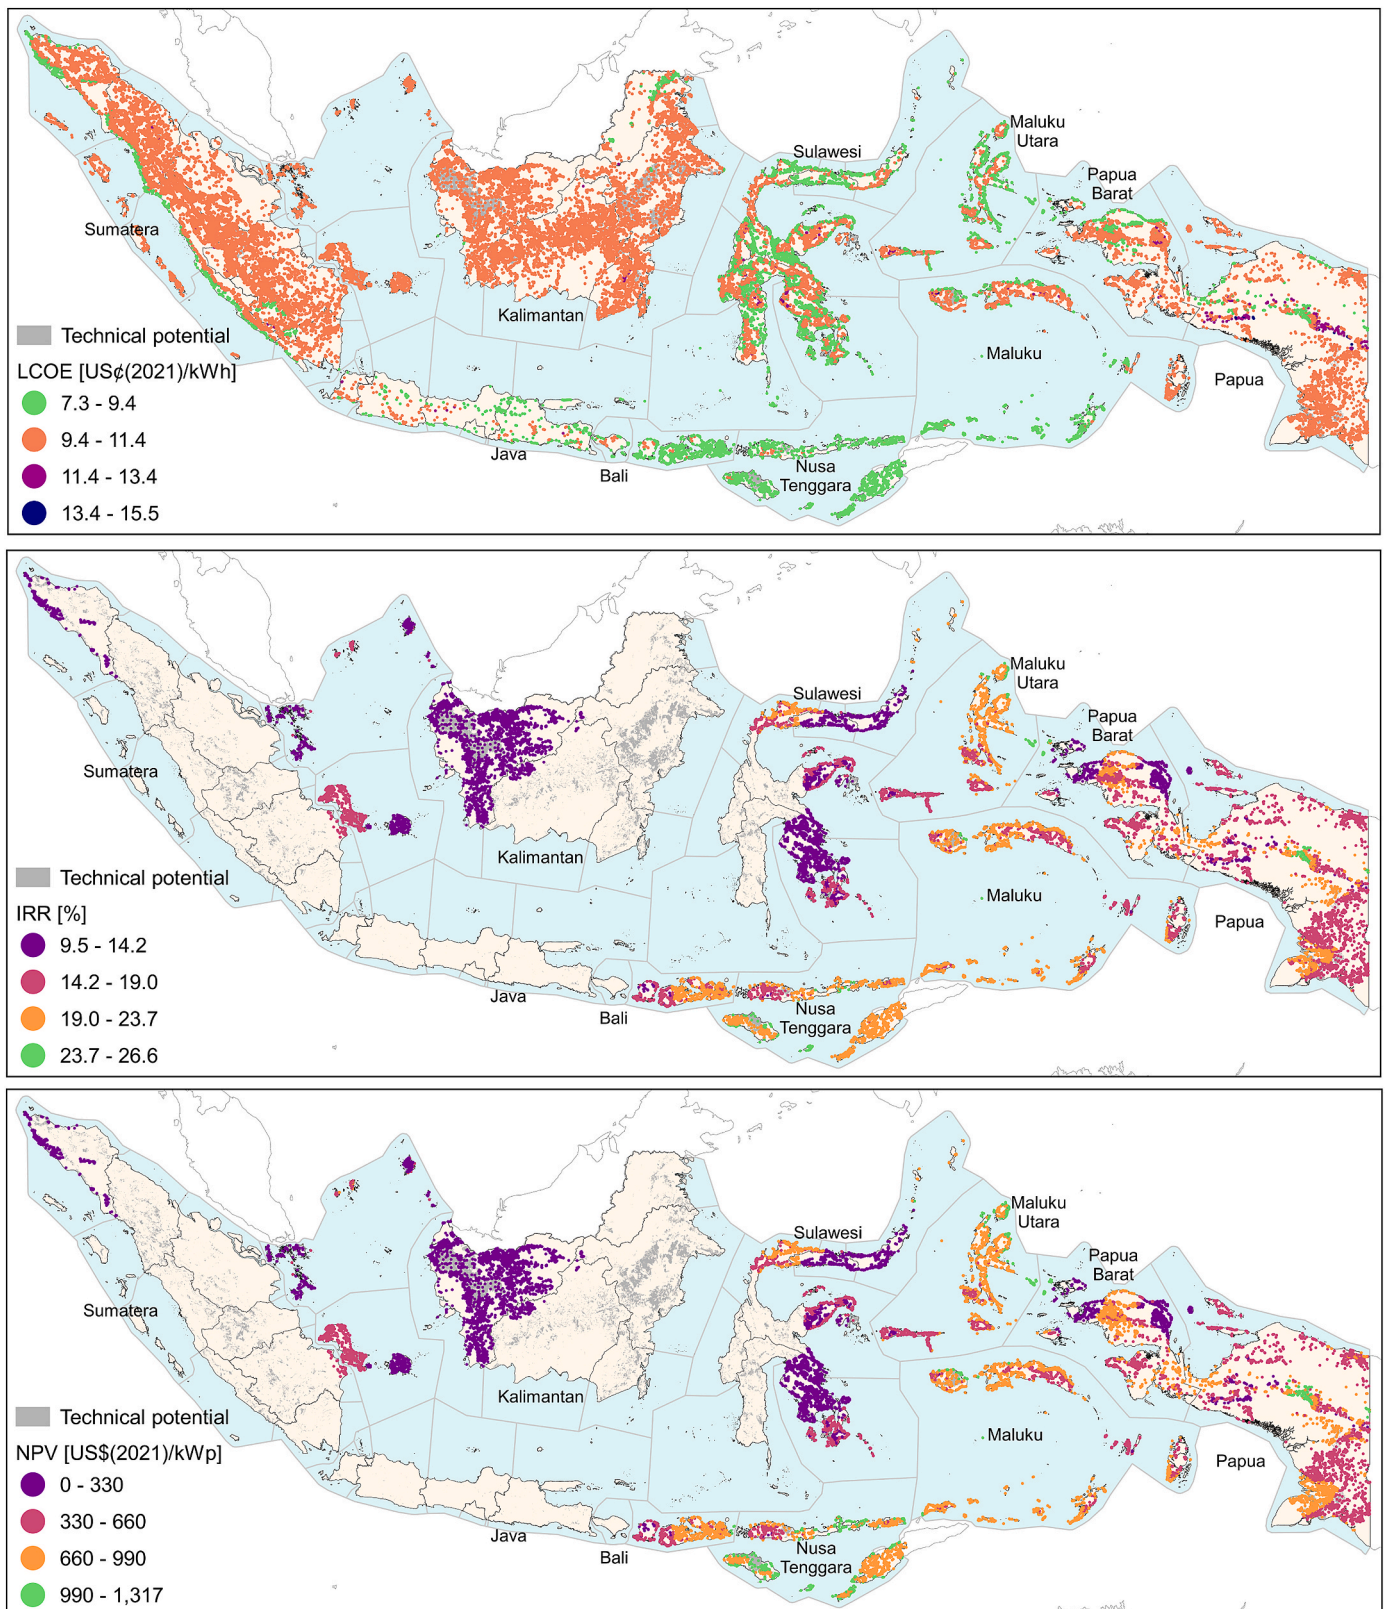 Maluku
Utara
Sulawesi
Papua
Barat
Sumatera
Kalimantan
Technical potential
Maluku
LCOE [US¢(2021)/kWh]
Papua
7.3 - 9.4
9.4 - 11.4
Java
Nusa
Tenggara
Bali
11.4 - 13.4
13.4 - 15.5
Maluku
Utara
Sulawesi
Papua
Barat
Sumatera
Kalimantan
Technical potential
Maluku
IRR [%]
Papua
9.5 - 14.2
14.2 - 19.0
Java
Nusa
Tenggara
Bali
19.0 - 23.7
23.7 - 26.6
Maluku
Utara
Sulawesi
Papua
Barat
Sumatera
Kalimantan
Technical potential
Maluku
NPV [US$(2021)/kWp]
Papua
0 - 330
330 - 660
Java
Nusa
Tenggara
Bali
660 - 990
990 - 1,317